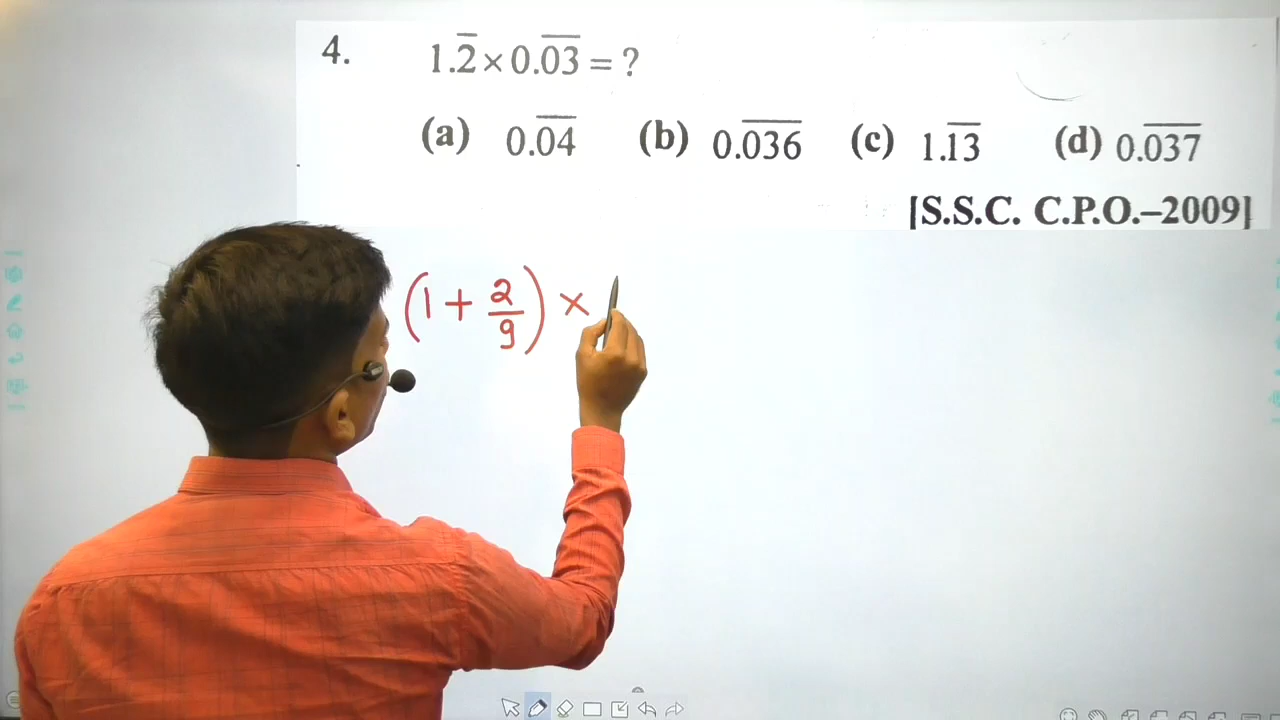 4. 1.2̅ × 0.0̅3̅ = ?
(a) 0.0̅4̅ (b) 0.0̅3̅6̅ (c) 1.1̅3̅ (d) 0.0̅3̅7̅
[S.S.C. C.P.O.–2009]
(1 + 2/9) ×